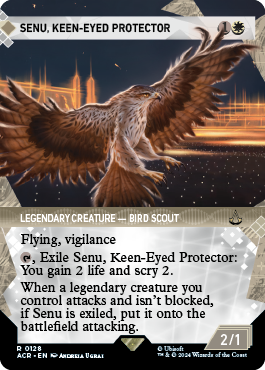 SENU, KEEN-EYED PROTECTOR 1
LEGENDARY CREATURE — BIRD SCOUT
Flying, vigilance
, Exile Senu, Keen-Eyed Protector:
You gain 2 life and scry 2.
When a legendary creature you
control attacks and isn't blocked,
if Senu is exiled, put it onto the
battlefield attacking.
2/1
R 0128
ACR • EN Andreia Ugrai
© Ubisoft
™ & © 2024 Wizards of the Coast